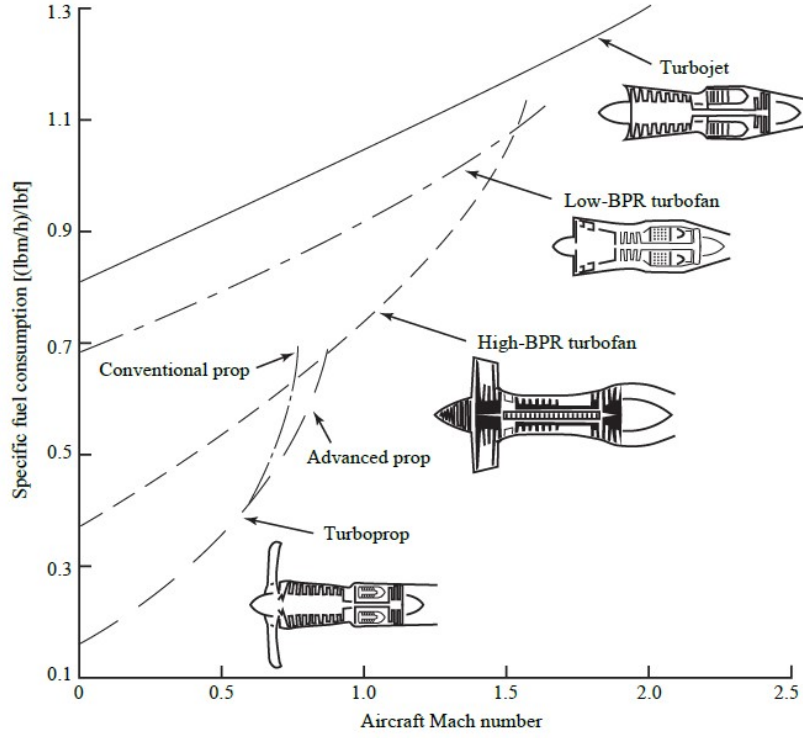 1.3
Turbojet
1.1
Low-BPR turbofan
0.9
Specific fuel consumption [(lbm/h)/lbf]
0.7
High-BPR turbofan
Conventional prop
0.5
Advanced prop
Turboprop
0.3
0.1
0 0.5 1.0 1.5 2.0 2.5
Aircraft Mach number